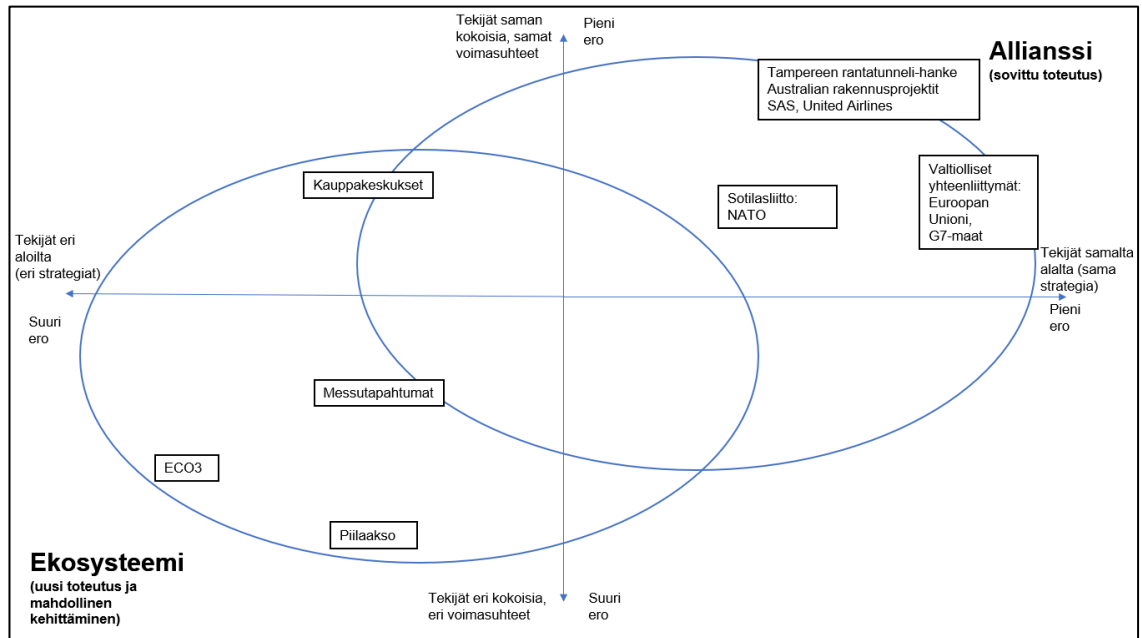 Tekijät saman
kokoisia, samat
voimasuhteet
Pieni
ero
Allianssi
(sovittu toteutus)
Tampereen rantatunneli-hanke
Australian rakennusprojektit
SAS, United Airlines
Kauppakeskukset
Sotilasliitto:
NATO
Valtiolliset
yhteenliittymät:
Euroopan
Unioni,
G7-maat
Tekijät eri
aloilta
(eri strategiat)
Tekijät samalta
alalta (sama
strategia)
Suuri
ero
Pieni
ero
Messutapahtumat
ECO3
Piilaakso
Ekosysteemi
(uusi toteutus ja
mahdollinen
kehittäminen)
Tekijät eri kokoisia,
eri voimasuhteet
Suuri
ero